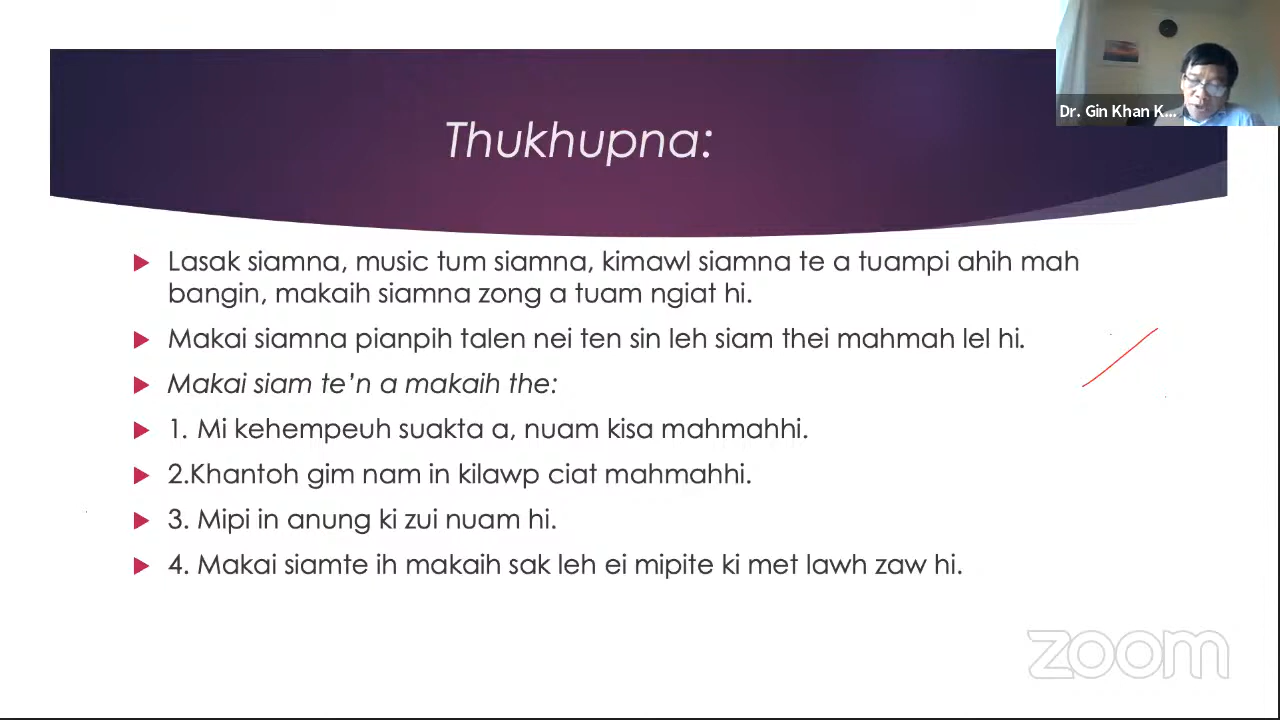 Dr. Gin Khan K...
Thukhupna:
Lasak siamna, music tum siamna, kimawl siamna te a tuampi ahih mah
bangin, makaih siamna zong a tuam ngiat hi.
Makai siamna pianpih talen nei ten sin leh siam thei mahmah lel hi.
Makai siam te’n a makaih the:
1. Mi kehempeuh suakta a, nuam kisa mahmahhi.
2.Khantoh gim nam in kilawp ciat mahmahhi.
3. Mipi in anung ki zui nuam hi.
4. Makai siamte ih makaih sak leh ei mipite ki met lawh zaw hi.
zoom